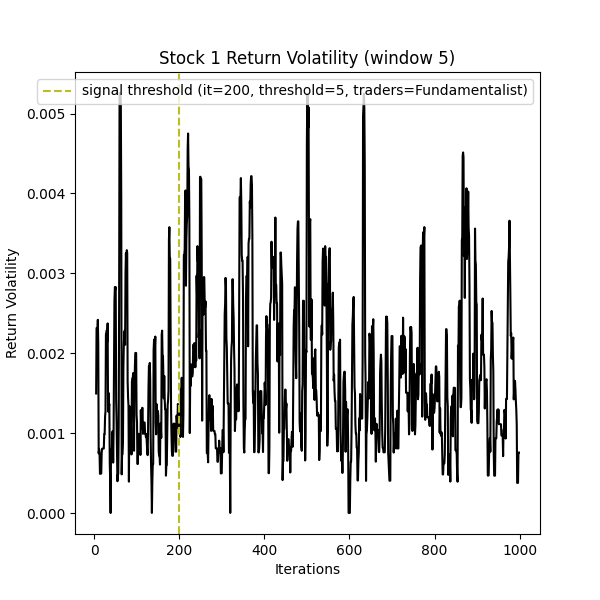 Stock 1 Return Volatility (window 5)
signal threshold (it=200, threshold=5, traders=Fundamentalist)
0.005
0.004
0.003
0.002
0.001
0.000
Return Volatility
0 200 400 600 800 1000
Iterations